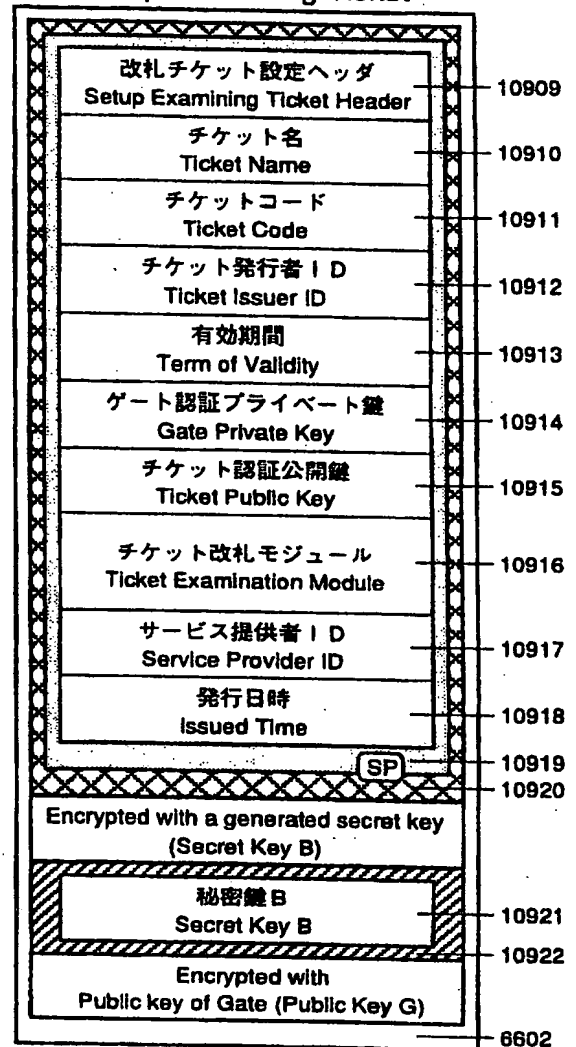 改札チケット設定ヘッダ
Setup Examining Ticket Header
10909
チケット名
Ticket Name
10910
チケットコード
Ticket Code
10911
チケット発行者ID
Ticket Issuer ID
10912
有効期間
Term of Validity
10913
ゲート認証プライベート鍵
Gate Private Key
10914
チケット認証公開鍵
Ticket Public Key
10915
チケット改札モジュール
Ticket Examination Module
10916
サービス提供者ID
Service Provider ID
10917
発行日時
Issued Time
10918
SP
10919
10920
Encrypted with a generated secret key
(Secret Key B)
秘密鍵B
Secret Key B
10921
10922
Encrypted with
Public key of Gate (Public Key G)
6602